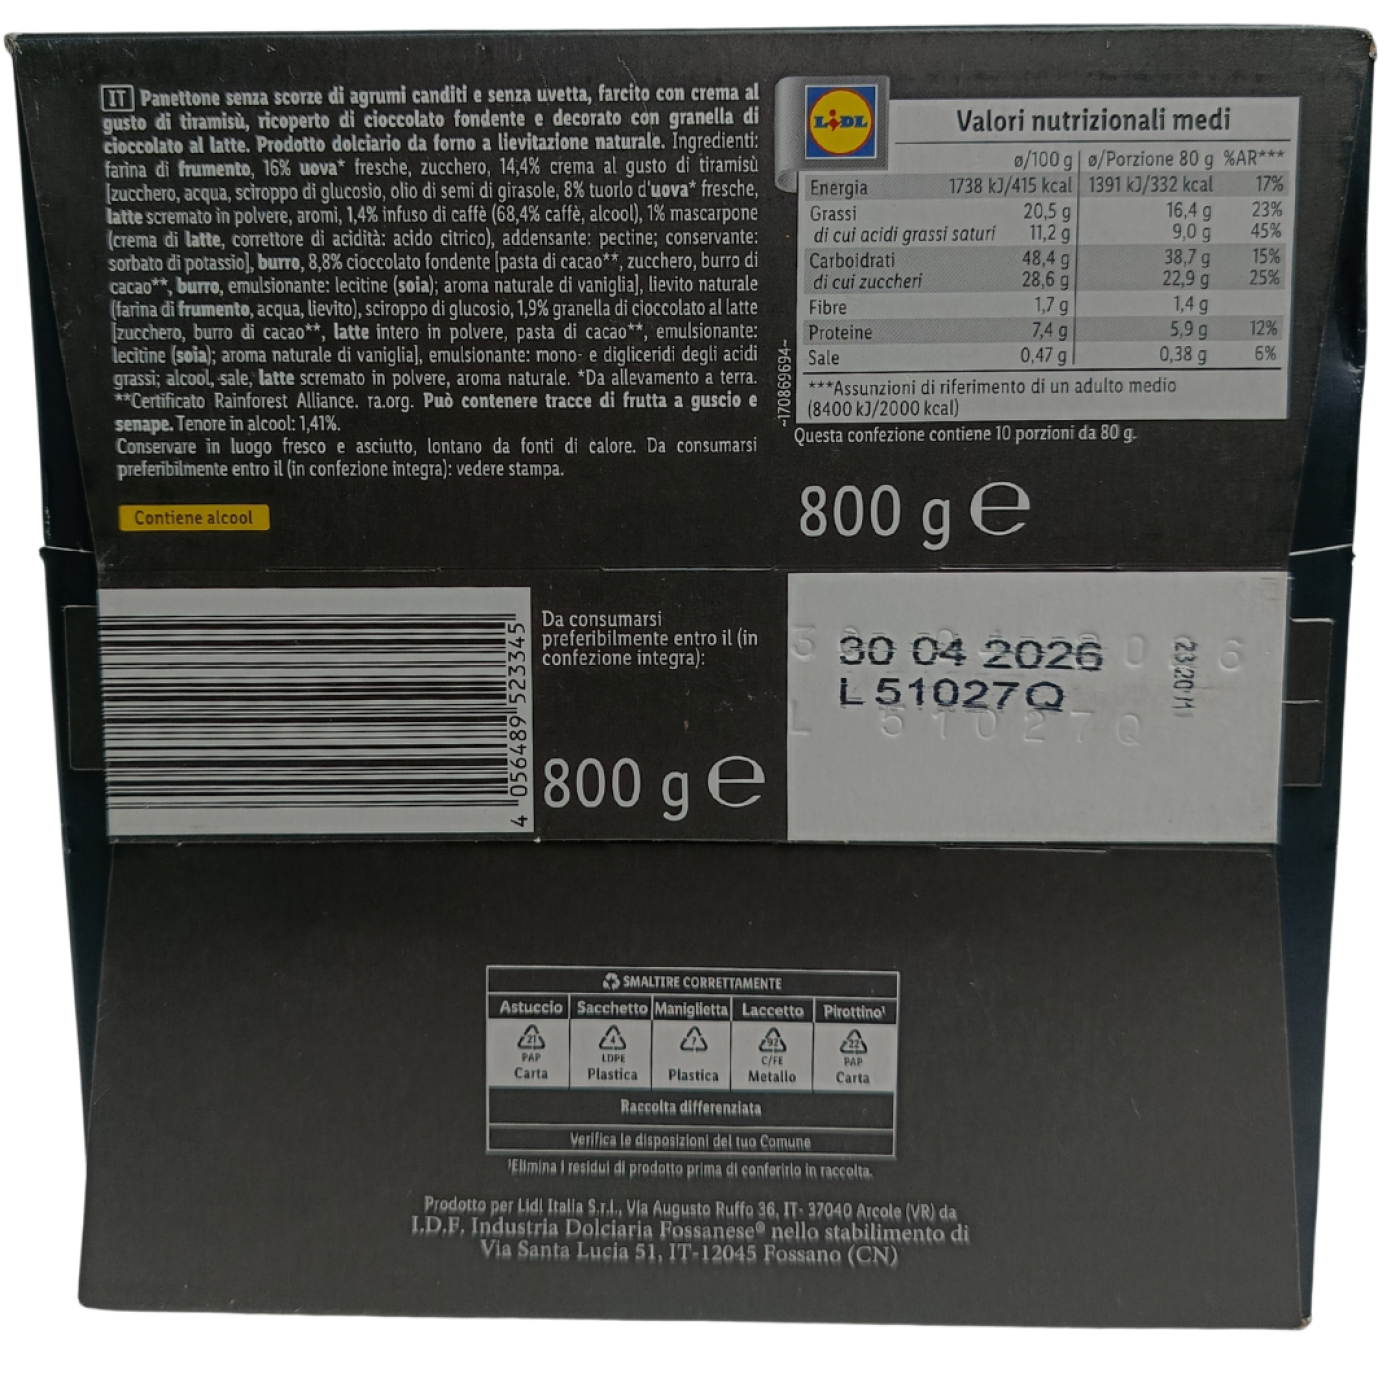 IT Panettone senza scorze di agrumi canditi e senza uvetta, farcito con crema al
gusto di tiramisù, ricoperto di cioccolato fondente e decorato con granella di
cioccolato al latte. Prodotto dolciario da forno a lievitazione naturale. Ingredienti:
farina di frumento, 16% uova* fresche, zucchero, 14,4% crema al gusto di tiramisù
[zucchero, acqua, sciroppo di glucosio, olio di semi di girasole, 8% tuorlo d'uova* fresche,
latte scremato in polvere, aromi, 1,4% infuso di caffè (68,4% caffè, alcool), 1% mascarpone
(crema di latte, correttore di acidità: acido citrico), addensante: pectine; conservante:
sorbato di potassio], burro, 8,8% cioccolato fondente [pasta di cacao**, zucchero, burro di
cacao**, burro, emulsionante: lecitine (soia); aroma naturale di vaniglia], lievito naturale
(farina di frumento, acqua, lievito), sciroppo di glucosio, 1,9% granella di cioccolato al latte
[zucchero, burro di cacao**, latte intero in polvere, pasta di cacao**, emulsionante:
lecitine (soia); aroma naturale di vaniglia], emulsionante: mono- e digliceridi degli acidi
grassi; alcool, sale, latte scremato in polvere, aroma naturale. *Da allevamento a terra.
**Certificato Rainforest Alliance. ra.org. Può contenere tracce di frutta a guscio e
senape. Tenore in alcool: 1,41%.
Conservare in luogo fresco e asciutto, lontano da fonti di calore. Da consumarsi
preferibilmente entro il (in confezione integra): vedere stampa.
Contiene alcool
LIDL
Valori nutrizionali medi
ø/100 g ø/Porzione 80 g %AR***
Energia 1738 kJ/415 kcal 1391 kJ/332 kcal 17%
Grassi 20,5 g 16,4 g 23%
di cui acidi grassi saturi 11,2 g 9,0 g 45%
Carboidrati 48,4 g 38,7 g 15%
di cui zuccheri 28,6 g 22,9 g 25%
Fibre 1,7 g 1,4 g
Proteine 7,4 g 5,9 g 12%
Sale 0,47 g 0,38 g 6%
***Assunzioni di riferimento di un adulto medio
(8400 kJ/2000 kcal)
-170869694-
Questa confezione contiene 10 porzioni da 80 g.
800 g e
4 056489 523345
Da consumarsi
preferibilmente entro il (in
confezione integra):
800 g e
30 04 2026
L51027Q
23:20 M1
L 51027Q
SMALTIRE CORRETTAMENTE
Astuccio Sacchetto Maniglietta Laccetto Pirottino¹
21 4 7 92 22
PAP LDPE C/FE PAP
Carta Plastica Plastica Metallo Carta
Raccolta differenziata
Verifica le disposizioni del tuo Comune
¹Elimina i residui di prodotto prima di conferirlo in raccolta.
Prodotto per Lidl Italia S.r.l., Via Augusto Ruffo 36, IT- 37040 Arcole (VR) da
I.D.F. Industria Dolciaria Fossanese® nello stabilimento di
Via Santa Lucia 51, IT-12045 Fossano (CN)